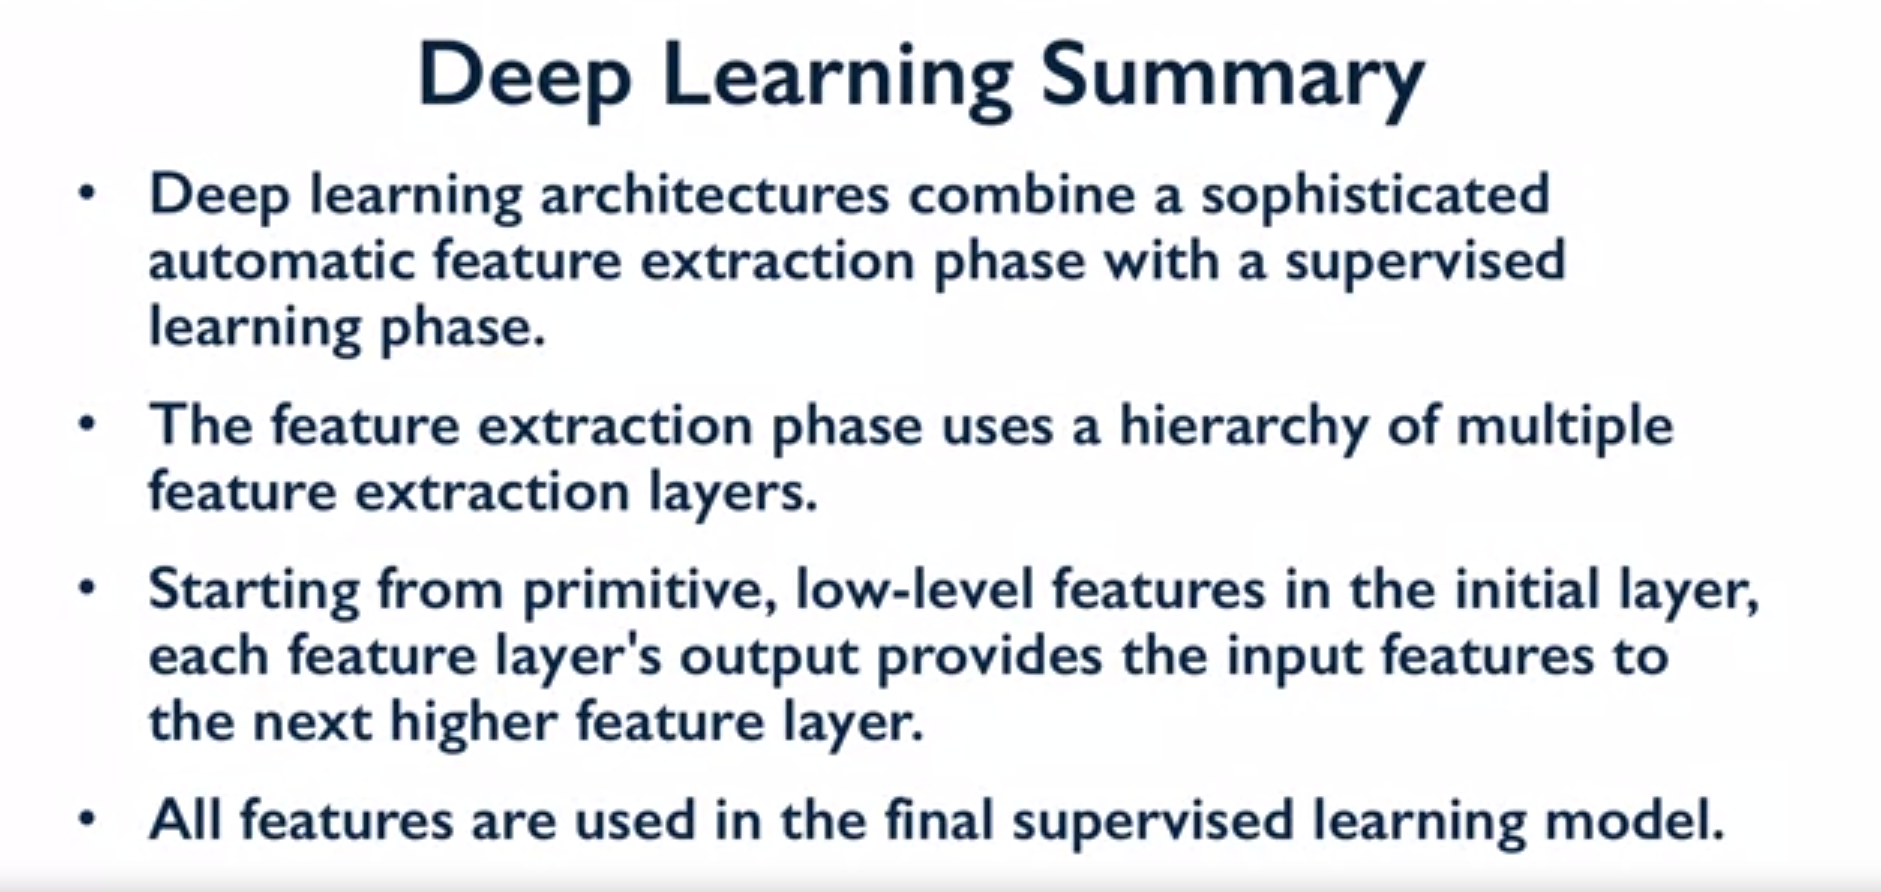 Deep Learning Summary
• Deep learning architectures combine a sophisticated
automatic feature extraction phase with a supervised
learning phase.
• The feature extraction phase uses a hierarchy of multiple
feature extraction layers.
• Starting from primitive, low-level features in the initial layer,
each feature layer's output provides the input features to
the next higher feature layer.
• All features are used in the final supervised learning model.